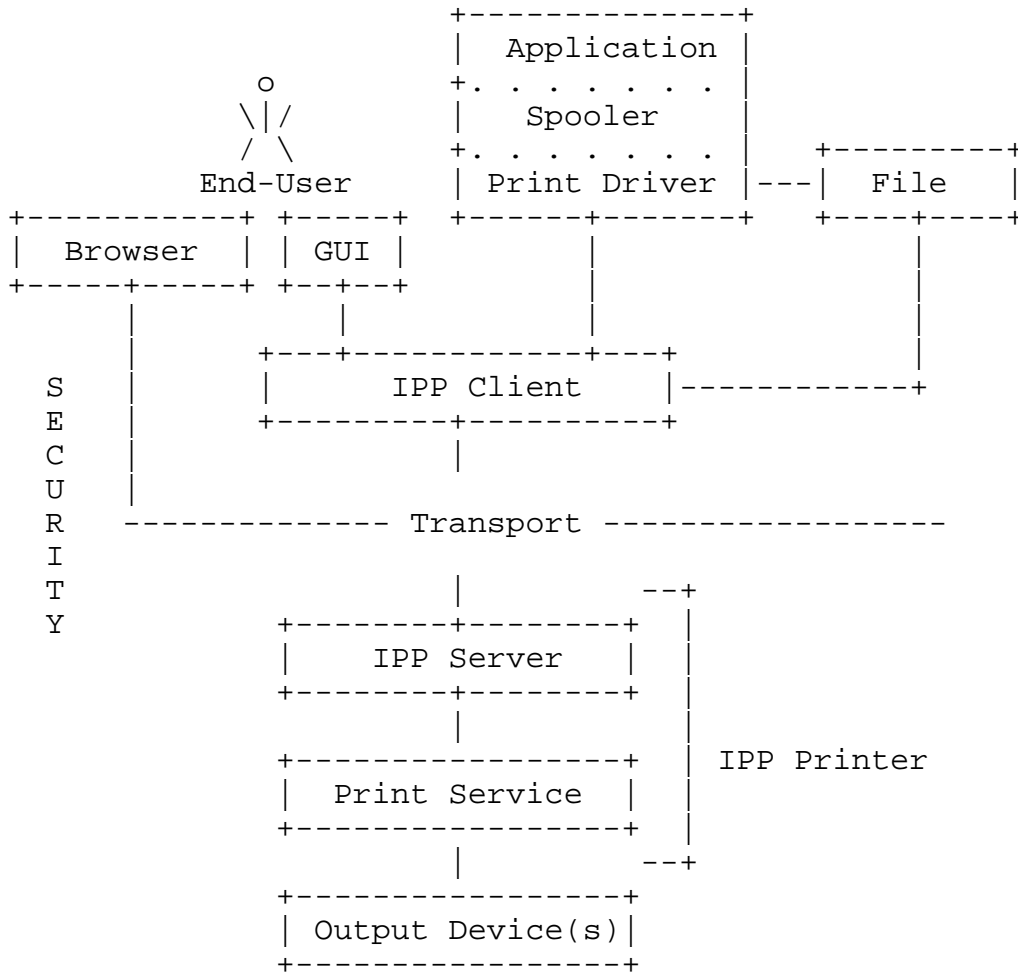 Application
Spooler
End-User
Print Driver
File
Browser
GUI
IPP Client
SECURITY
Transport
IPP Server
IPP Printer
Print Service
Output Device(s)